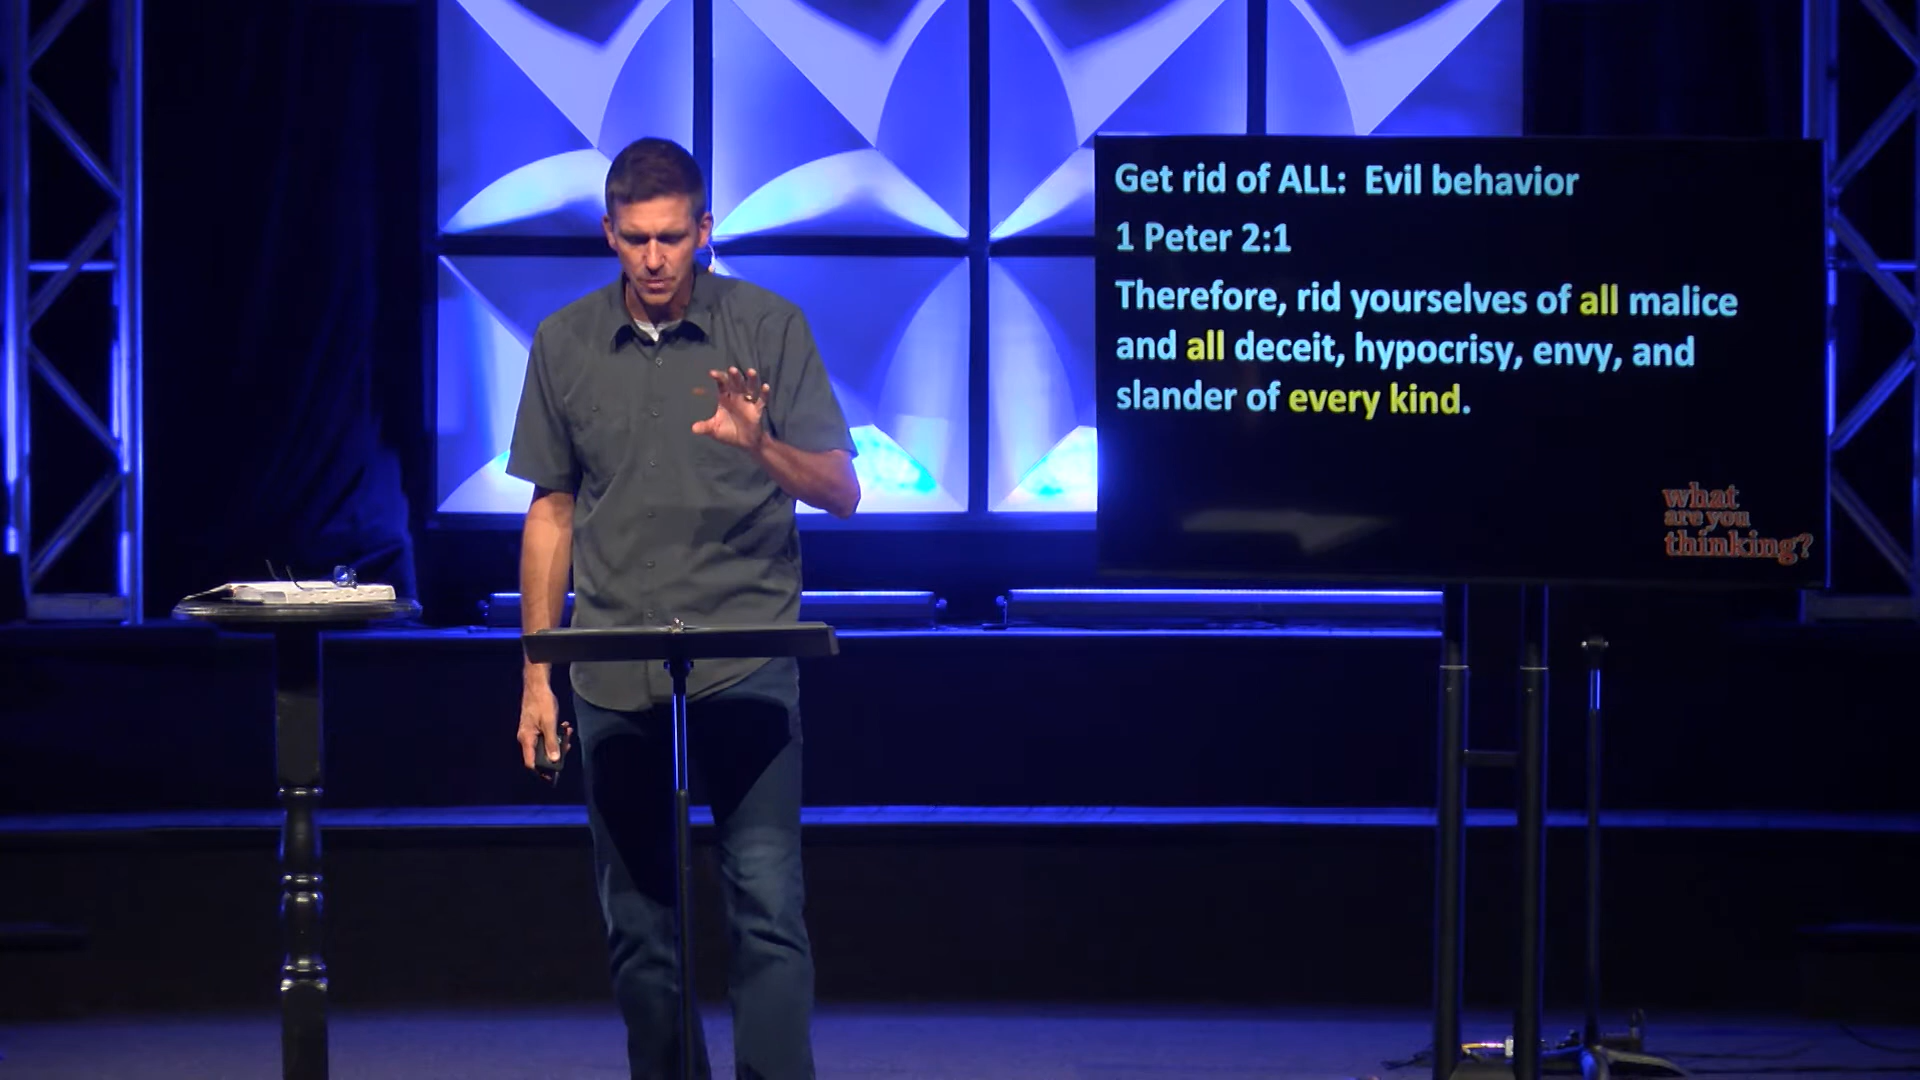 Get rid of ALL: Evil behavior
1 Peter 2:1
Therefore, rid yourselves of all malice
and all deceit, hypocrisy, envy, and
slander of every kind.
what
are you
thinking?